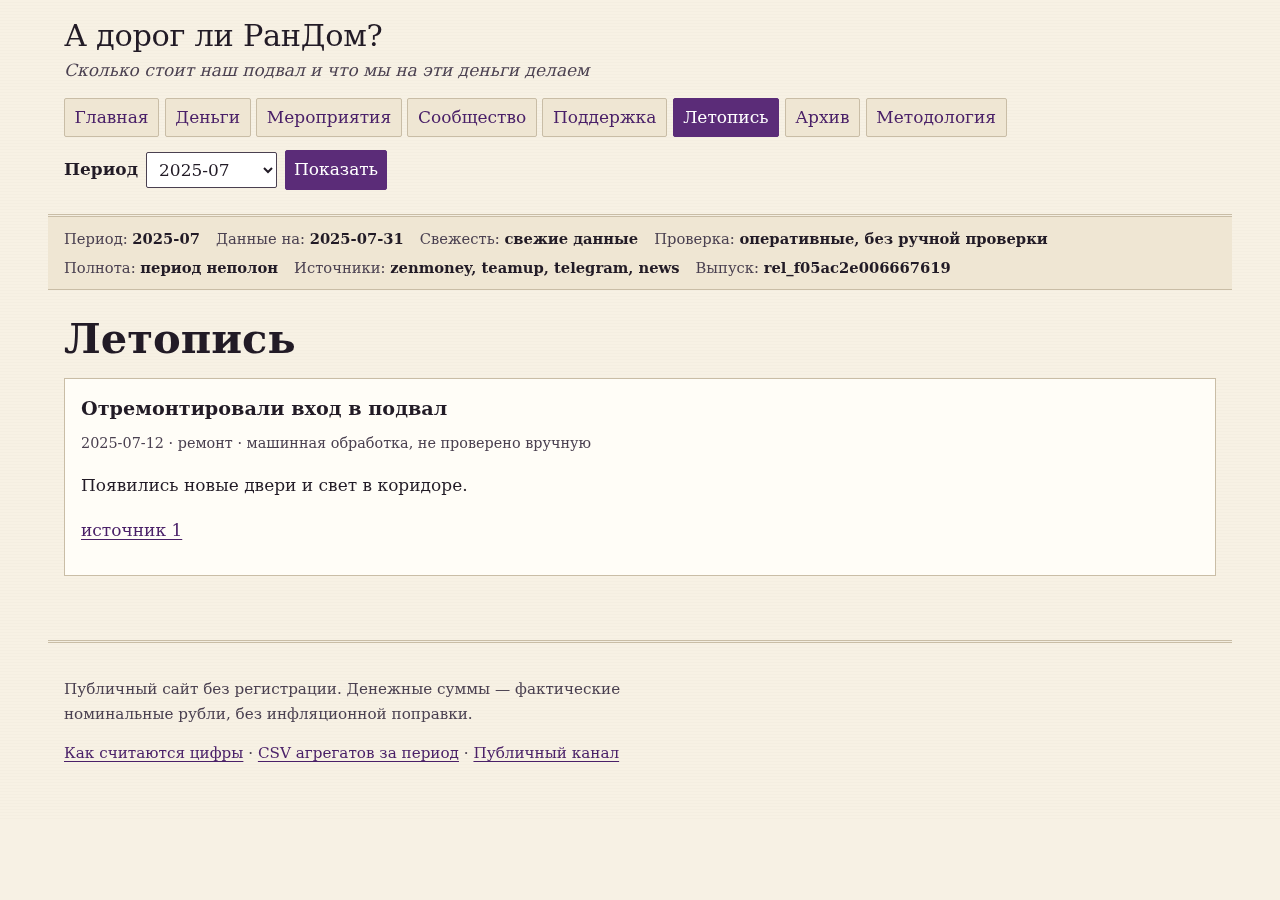 А дорог ли РанДом?
Сколько стоит наш подвал и что мы на эти деньги делаем
Главная Деньги Мероприятия Сообщество Поддержка Летопись Архив Методология
Период 2025-07 Показать
Период: 2025-07 Данные на: 2025-07-31 Свежесть: свежие данные Проверка: оперативные, без ручной проверки
Полнота: период неполон Источники: zenmoney, teamup, telegram, news Выпуск: rel_f05ac2e006667619
Летопись
Отремонтировали вход в подвал
2025-07-12 · ремонт · машинная обработка, не проверено вручную
Появились новые двери и свет в коридоре.
источник 1
Публичный сайт без регистрации. Денежные суммы — фактические
номинальные рубли, без инфляционной поправки.
Как считаются цифры · CSV агрегатов за период · Публичный канал